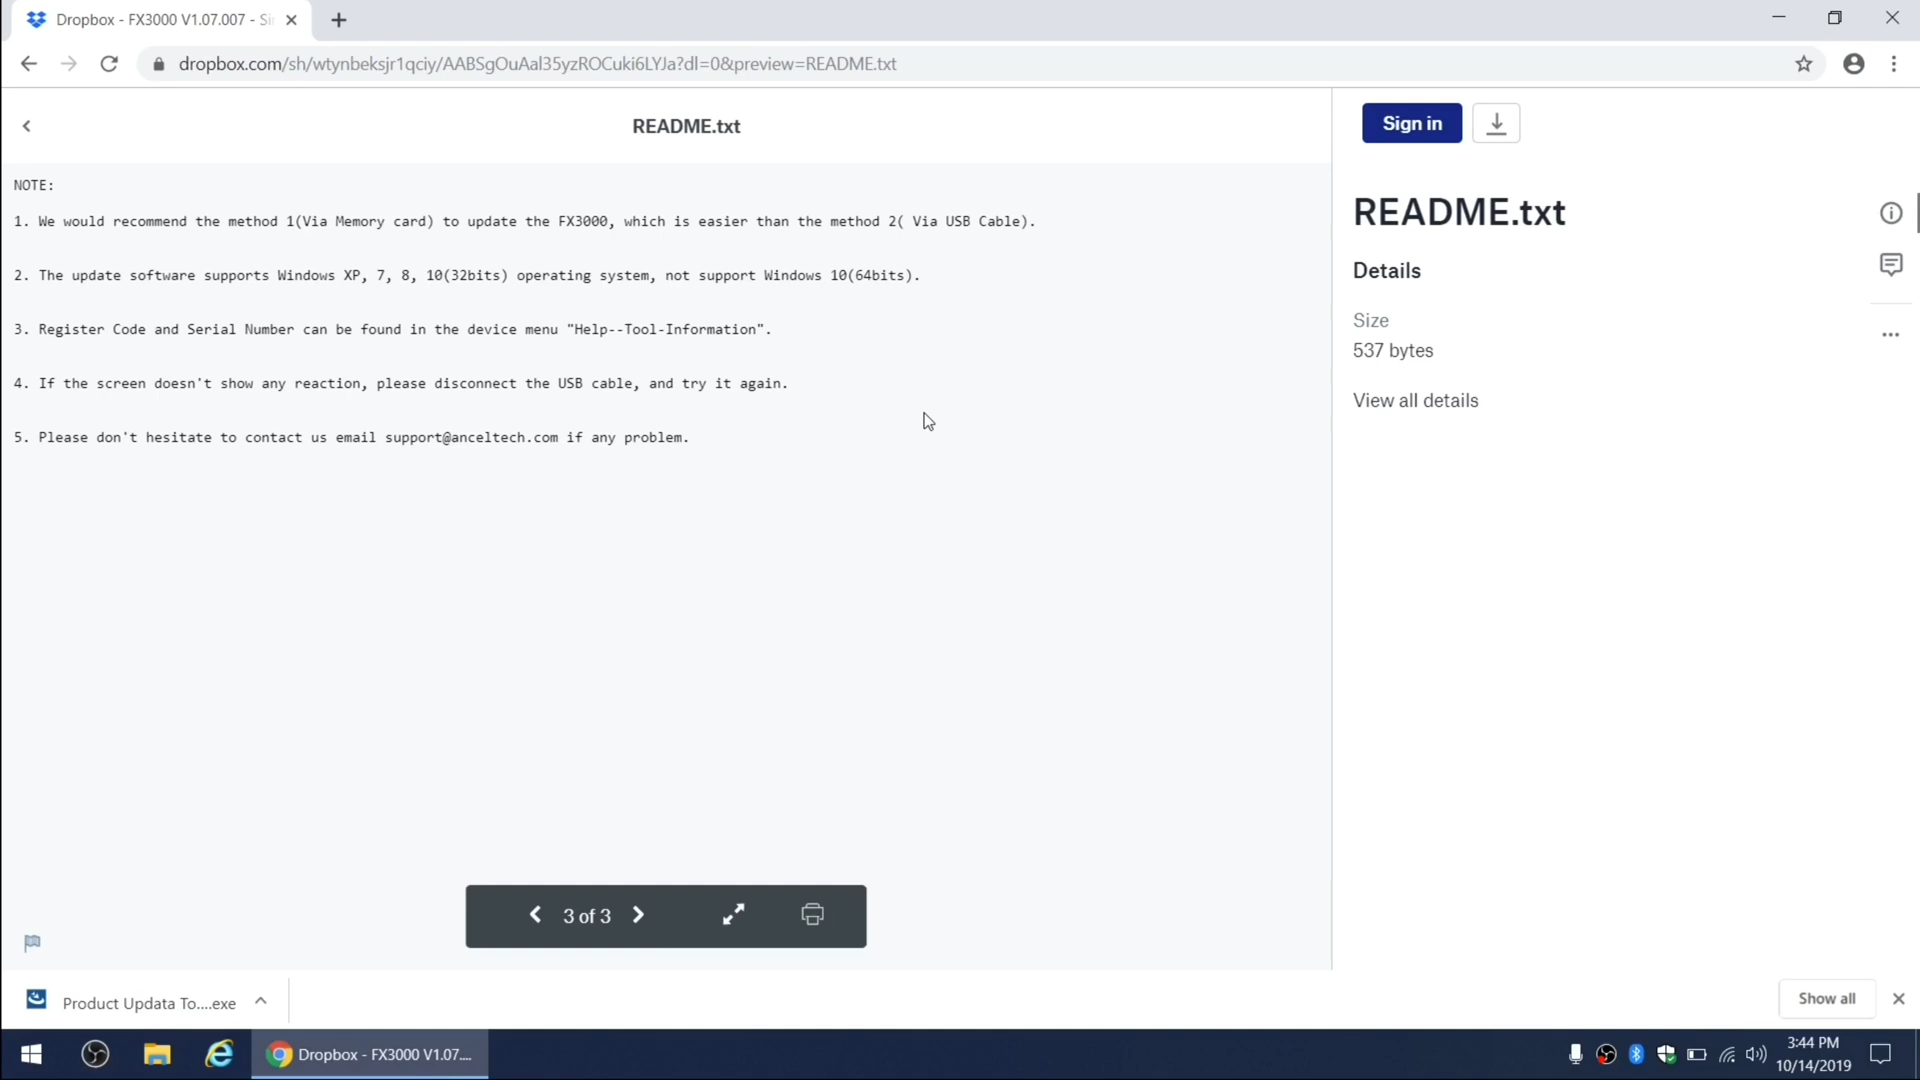 Dropbox - FX3000 V1.07.007 - Si
dropbox.com/sh/wtynbeksjr1qciy/AABSgOuAal35yzROCuki6LYJa?dl=0&preview=README.txt
README.txt
Sign in
NOTE:
1. We would recommend the method 1(Via Memory card) to update the FX3000, which is easier than the method 2( Via USB Cable).
2. The update software supports Windows XP, 7, 8, 10(32bits) operating system, not support Windows 10(64bits).
3. Register Code and Serial Number can be found in the device menu "Help--Tool-Information".
4. If the screen doesn't show any reaction, please disconnect the USB cable, and try it again.
5. Please don't hesitate to contact us email support@anceltech.com if any problem.
README.txt
Details
Size
537 bytes
View all details
3 of 3
Product Updata To....exe
Show all
Dropbox - FX3000 V1.07....
3:44 PM
10/14/2019